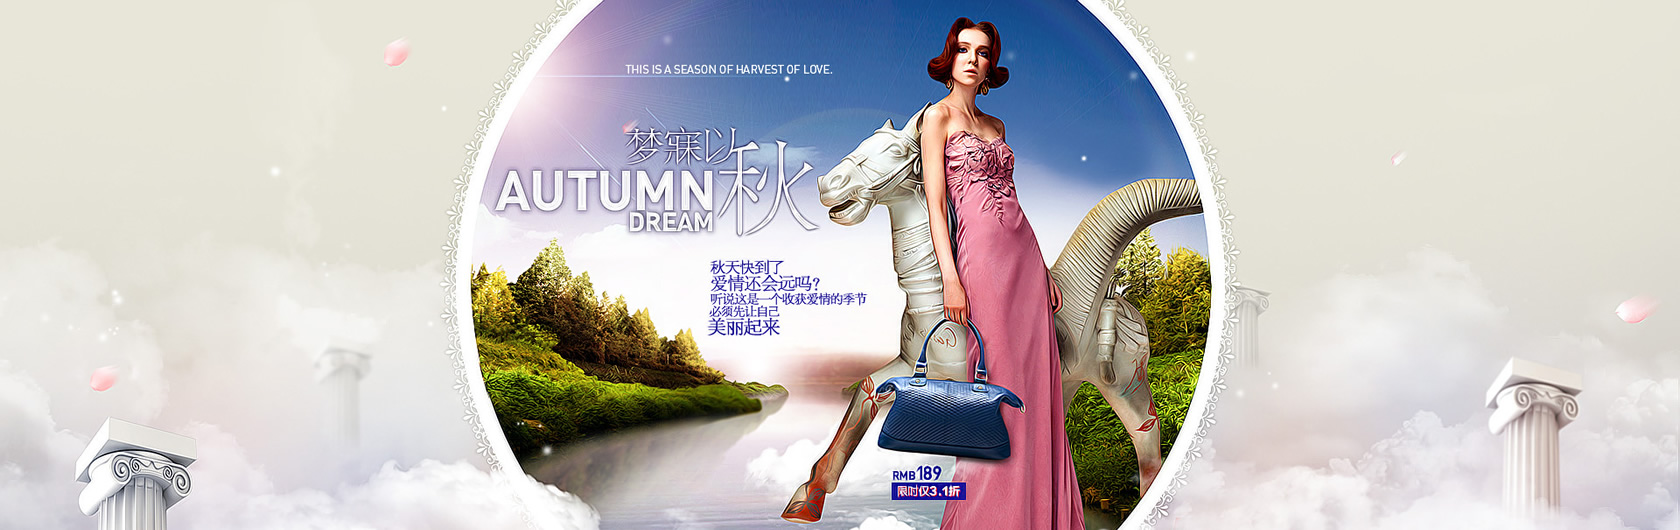 THIS IS A SEASON OF HARVEST OF LOVE.
梦寐以秋
AUTUMN
DREAM
秋天快到了
爱情还会远吗?
听说这是一个收获爱情的季节
必须先让自己
美丽起来
RMB189
限时仅3.1折